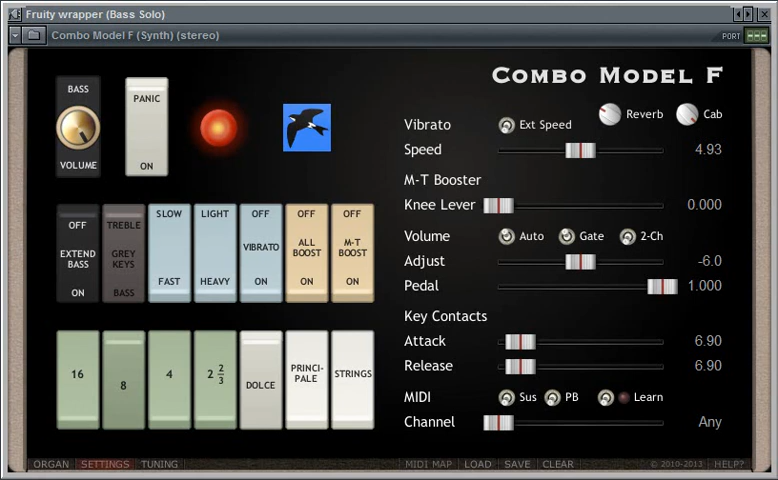 Fruity wrapper (Bass Solo)
Combo Model F (Synth) (stereo)
PORT
COMBO MODEL F
BASS
VOLUME
PANIC
ON
Reverb
Cab
Vibrato
Ext Speed
Speed
4.93
M-T Booster
Knee Lever
0.000
Volume
Auto
Gate
2-Ch
Adjust
-6.0
Pedal
1.000
Key Contacts
Attack
6.90
Release
6.90
MIDI
Sus
PB
Learn
Channel
Any
OFF
EXTEND
BASS
ON
TREBLE
GREY
KEYS
BASS
SLOW
FAST
LIGHT
HEAVY
OFF
VIBRATO
ON
OFF
ALL
BOOST
ON
OFF
M-T
BOOST
ON
16
8
4
2 2/3
DOLCE
PRINCI-
PALE
STRINGS
ORGAN SETTINGS TUNING
MIDI MAP LOAD SAVE CLEAR
© 2010-2013 HELP?